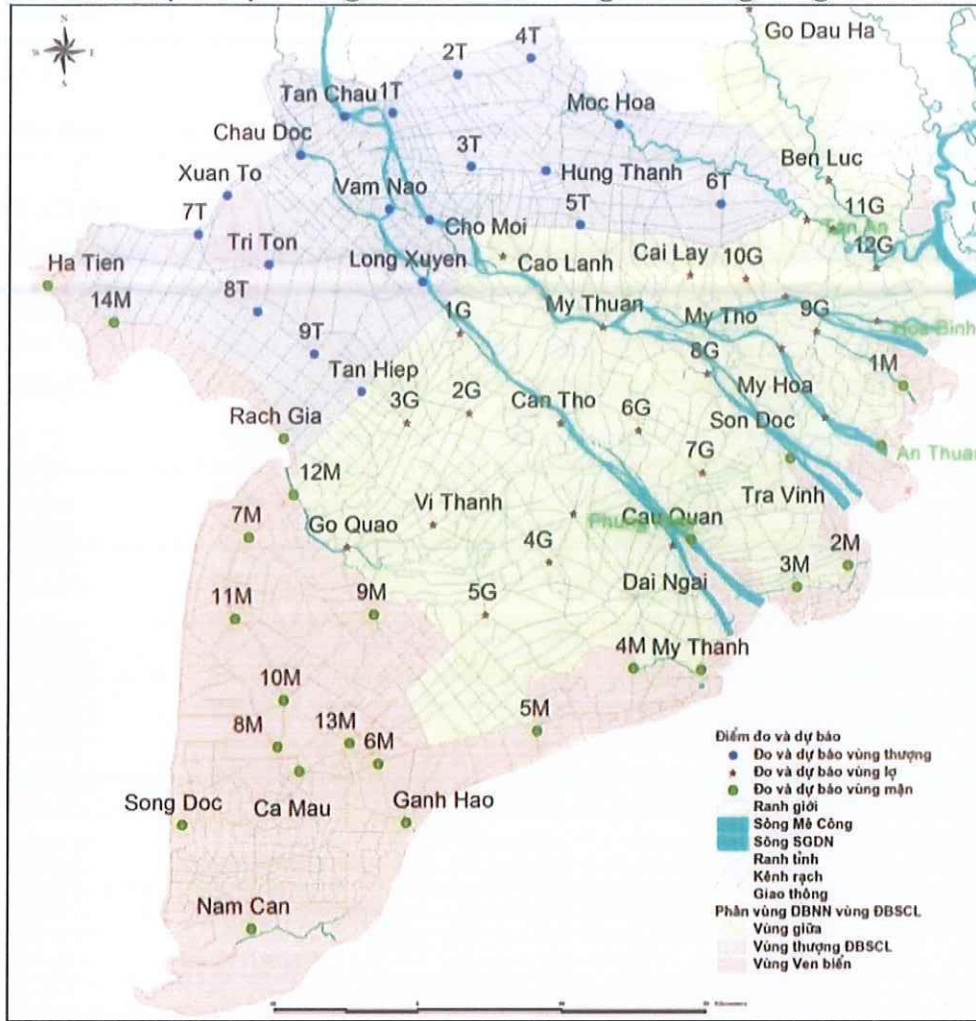 N
W
S
Go Dau Ha
4T
2T
Tan Chau
1T
Moc Hoa
Chau Doc
Ben Luc
3T
Xuan To
Hung Thanh
Vam Nao
6T
7T
5T
11G
Tan An
Cho Moi
Tri Ton
12G
Ha Tien
Long Xuyen
Cao Lanh
Cai Lay
10G
14M
8T
1G
My Thuan
My Tho
9G
Hoa Binh
9T
8G
1M
Tan Hiep
My Hoa
2G
3G
Can Tho
6G
Son Doc
Rach Gia
An Thuan
7G
12M
Vi Thanh
Tra Vinh
7M
Go Quao
Cau Quan
4G
2M
3M
Dai Ngai
11M
9M
5G
4M My Thanh
10M
8M
13M
6M
5M
Song Doc
Ca Mau
Ganh Hao
Nam Can
Điểm đo và dự báo
Đo và dự báo vùng thượng
Đo và dự báo vùng lợ
Đo và dự báo vùng mặn
Ranh giới
Sông Mê Công
Sông SGDN
Ranh tỉnh
Kênh rạch
Giao thông
Phân vùng DBNN vùng ĐBSCL
Vùng giữa
Vùng thượng ĐBSCL
Vùng Ven biển
Kilometers